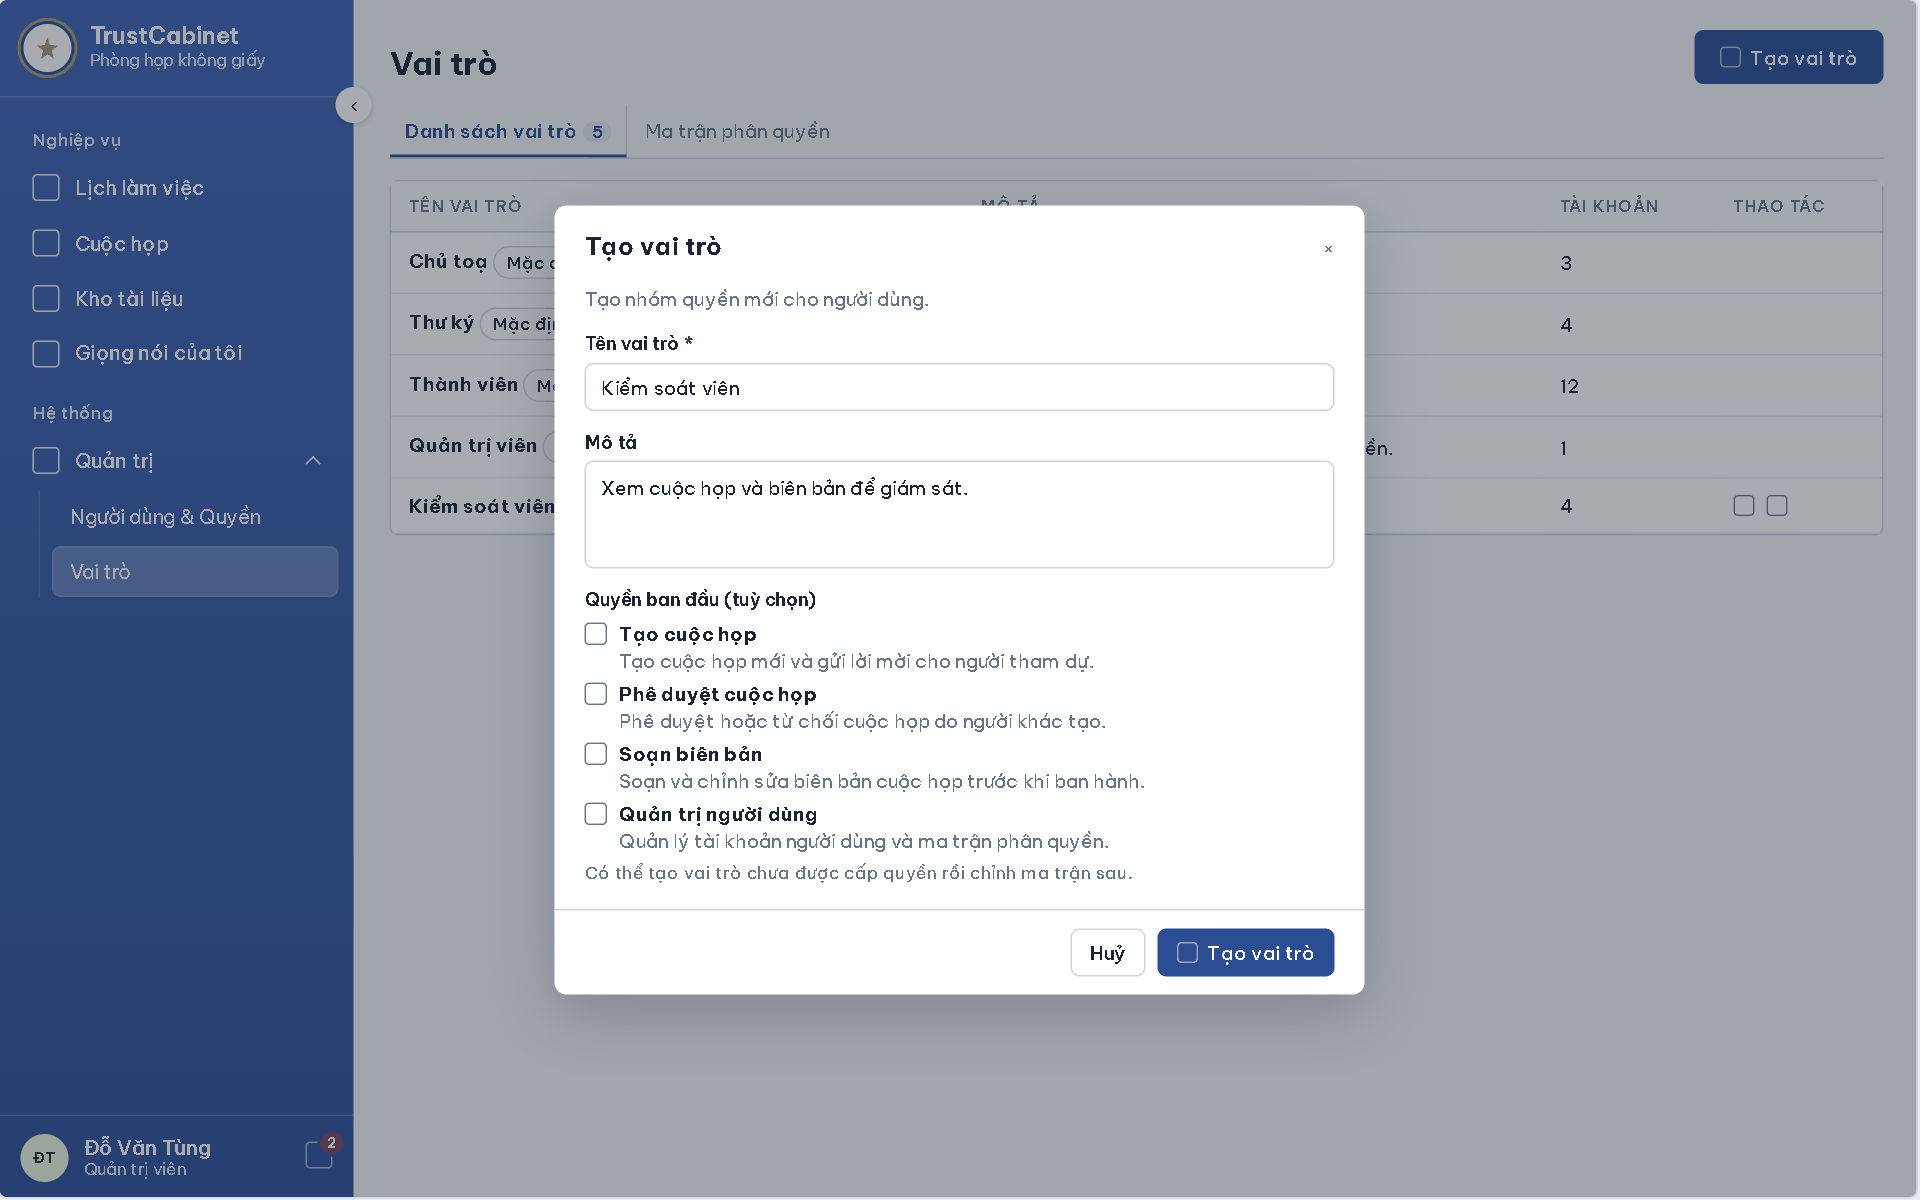 TrustCabinet
Phòng họp không giấy
Nghiệp vụ
Lịch làm việc
Cuộc họp
Kho tài liệu
Giọng nói của tôi
Hệ thống
Quản trị
Người dùng & Quyền
Vai trò
ĐT
Đỗ Văn Tùng
Quản trị viên
2
Vai trò
Tạo vai trò
Danh sách vai trò 5
Ma trận phân quyền
TÊN VAI TRÒ MÔ TẢ TÀI KHOẢN THAO TÁC
Chủ toạ Mặc 3
Thư ký Mặc 4
Thành viên 12
Quản trị viên 1
Kiểm soát viên 4
Tạo vai trò
×
Tạo nhóm quyền mới cho người dùng.
Tên vai trò *
Kiểm soát viên
Mô tả
Xem cuộc họp và biên bản để giám sát.
Quyền ban đầu (tuỳ chọn)
Tạo cuộc họp
Tạo cuộc họp mới và gửi lời mời cho người tham dự.
Phê duyệt cuộc họp
Phê duyệt hoặc từ chối cuộc họp do người khác tạo.
Soạn biên bản
Soạn và chỉnh sửa biên bản cuộc họp trước khi ban hành.
Quản trị người dùng
Quản lý tài khoản người dùng và ma trận phân quyền.
Có thể tạo vai trò chưa được cấp quyền rồi chỉnh ma trận sau.
Huỷ
Tạo vai trò